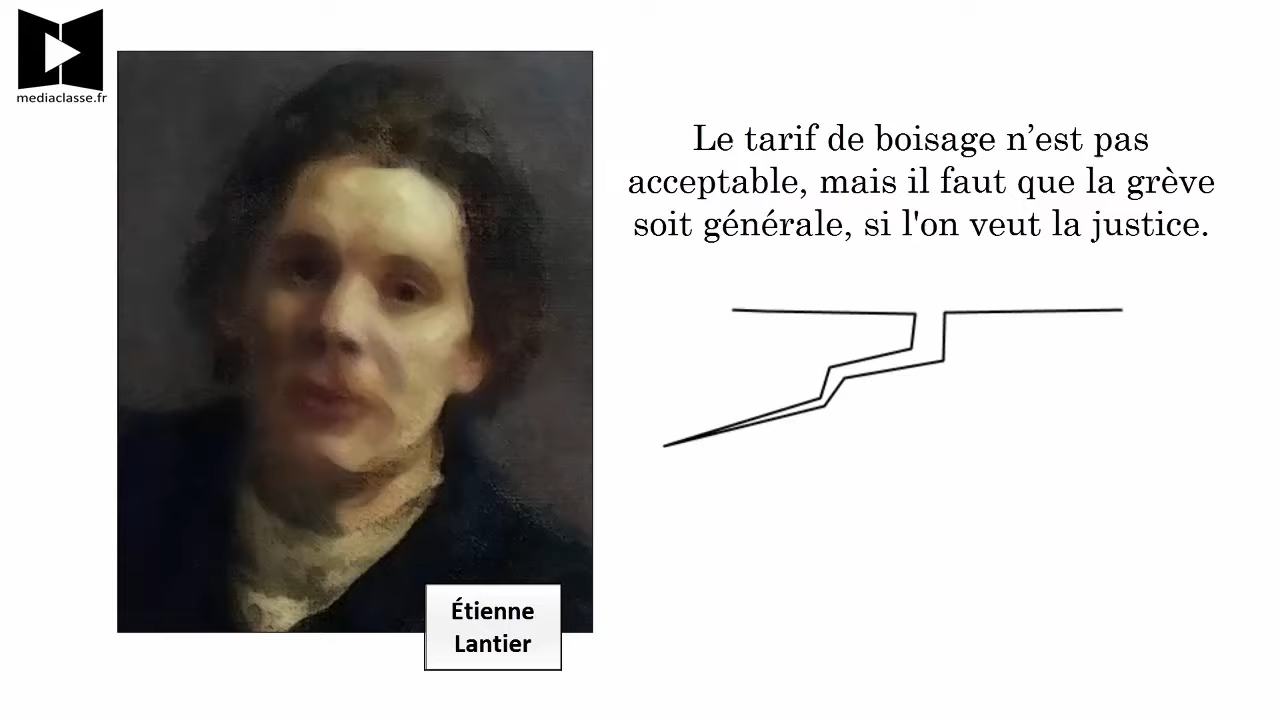 mediaclasse.fr
Le tarif de boisage n’est pas
acceptable, mais il faut que la grève
soit générale, si l'on veut la justice.
Étienne
Lantier